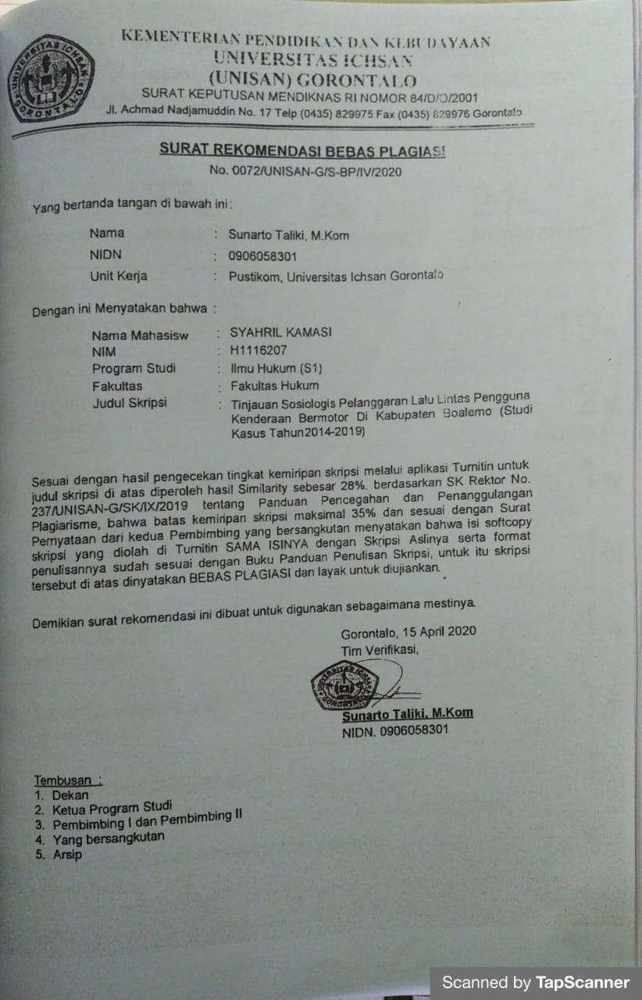 UNIVERSITAS ICHSAN
GORONTALO
KEMENTERIAN PENDIDIKAN DAN KEBUDAYAAN
UNIVERSITAS ICHSAN
(UNISAN) GORONTALO
SURAT KEPUTUSAN MENDIKNAS RI NOMOR 84/D/O/2001
Jl. Achmad Nadjamuddin No. 17 Telp (0435) 829975 Fax (0435) 829976 Gorontalo
SURAT REKOMENDASI BEBAS PLAGIASI
No. 0072/UNISAN-G/S-BP/IV/2020
Yang bertanda tangan di bawah ini :
Nama : Sunarto Taliki, M.Kom
NIDN : 0906058301
Unit Kerja : Pustikom, Universitas Ichsan Gorontalo
Dengan ini Menyatakan bahwa :
Nama Mahasisw : SYAHRIL KAMASI
NIM : H1116207
Program Studi : Ilmu Hukum (S1)
Fakultas : Fakultas Hukum
Judul Skripsi : Tinjauan Sosiologis Pelanggaran Lalu Lintas Pengguna
Kenderaan Bermotor Di Kabupaten Boalemo (Studi
Kasus Tahun2014-2019)
Sesuai dengan hasil pengecekan tingkat kemiripan skripsi melalui aplikasi Turnitin untuk
judul skripsi di atas diperoleh hasil Similarity sebesar 28%, berdasarkan SK Rektor No.
237/UNISAN-G/SK/IX/2019 tentang Panduan Pencegahan dan Penanggulangan
Plagiarisme, bahwa batas kemiripan skripsi maksimal 35% dan sesuai dengan Surat
Pernyataan dari kedua Pembimbing yang bersangkutan menyatakan bahwa isi softcopy
skripsi yang diolah di Turnitin SAMA ISINYA dengan Skripsi Aslinya serta format
penulisannya sudah sesuai dengan Buku Panduan Penulisan Skripsi, untuk itu skripsi
tersebut di atas dinyatakan BEBAS PLAGIASI dan layak untuk diujiankan.
Demikian surat rekomendasi ini dibuat untuk digunakan sebagaimana mestinya
Gorontalo, 15 April 2020
Tim Verifikasi,
UNIVERSITAS ICHSAN
GORONTALO
Sunarto Taliki, M.Kom
NIDN. 0906058301
Tembusan :
1. Dekan
2. Ketua Program Studi
3. Pembimbing I dan Pembimbing II
4. Yang bersangkutan
5. Arsip
Scanned by TapScanner